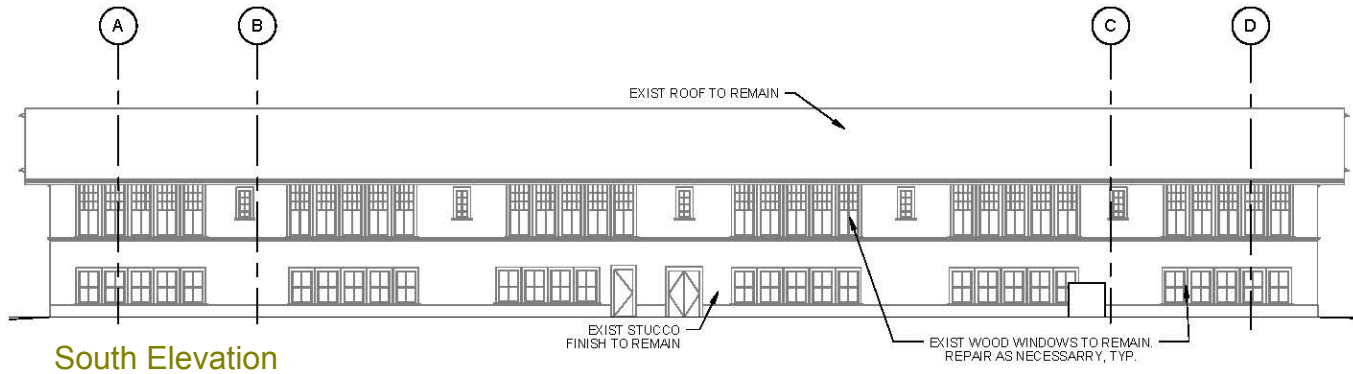 A
B
C
D
EXIST ROOF TO REMAIN
EXIST STUCCO
FINISH TO REMAIN
EXIST WOOD WINDOWS TO REMAIN.
REPAIR AS NECESSARRY, TYP.
South Elevation